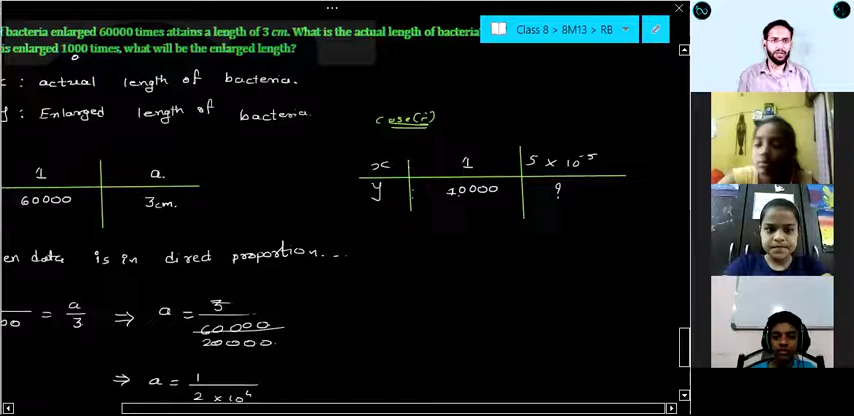 f bacteria enlarged 60000 times attains a length of 3 cm. What is the actual length of bacteria
is enlarged 1000 times, what will be the enlarged length?
Class 8 > 8M13 > RB
: actual length of bacteria.
y : Enlarged length of bacteria.
1 a.
60000 3cm.
en data is in direct proportion...
00 = a/3 ⇒ a = 3/60000
20000
⇒ a = 1/2 × 10⁴
case(i)
x 1 5 × 10⁻⁵
y : 10000 ?